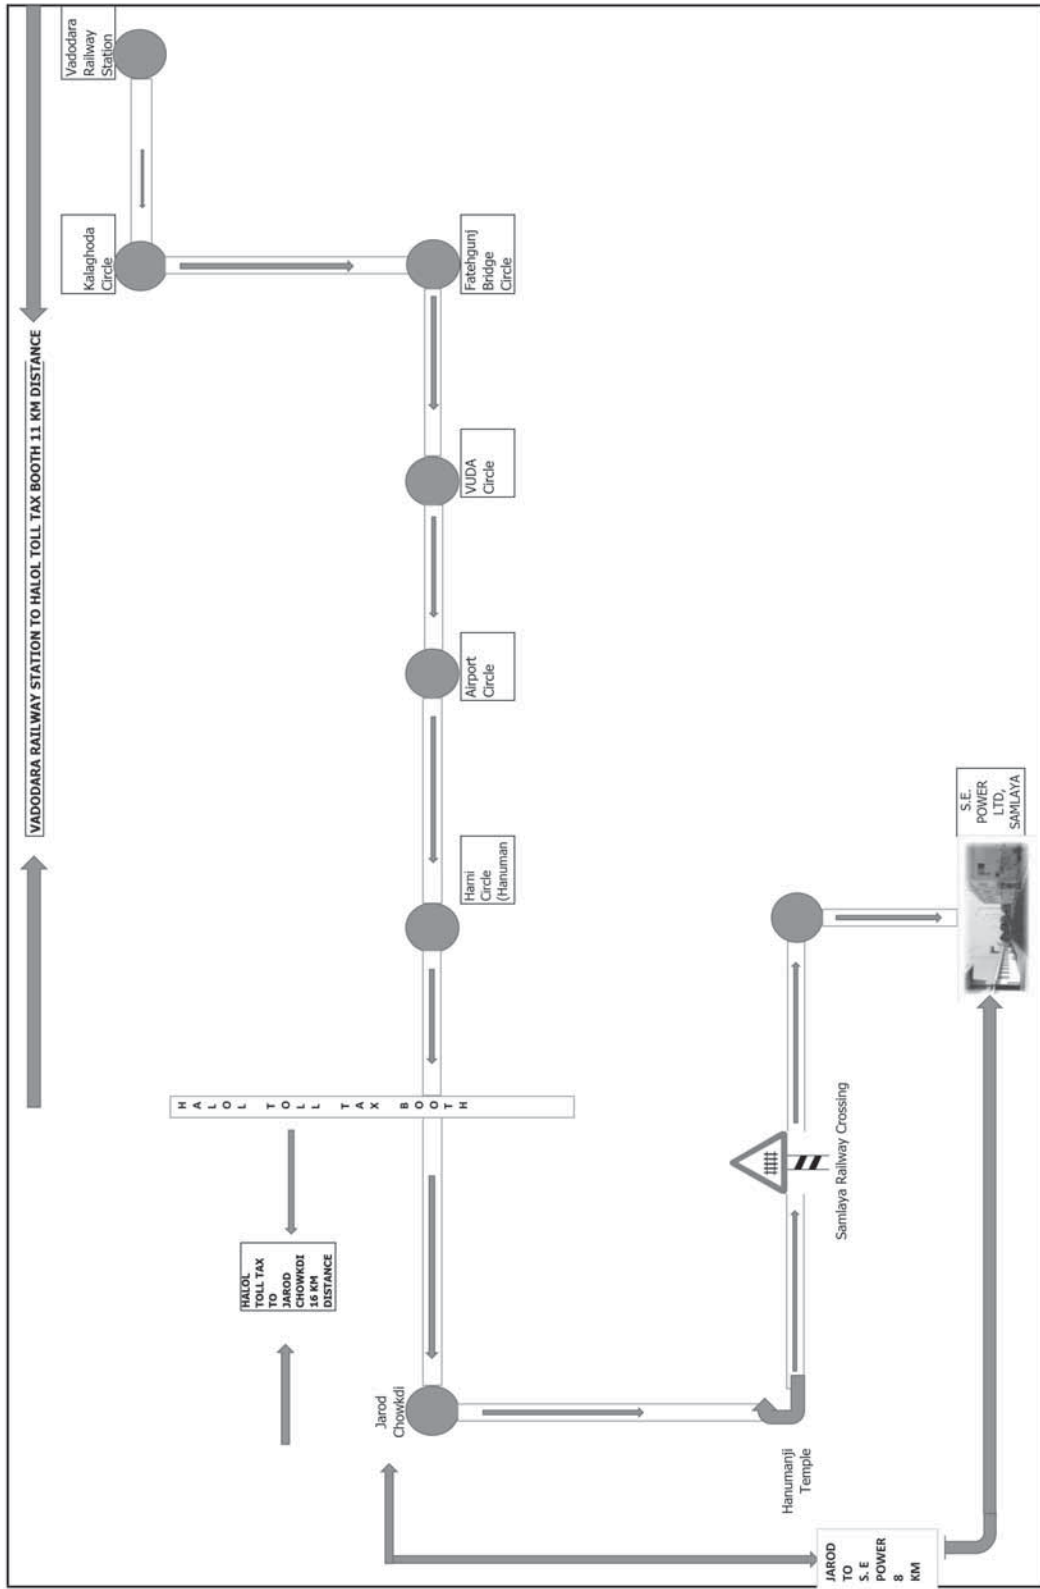 VADODARA RAILWAY STATION TO HALOL TOLL TAX BOOTH 11 KM DISTANCE
Vadodara
Railway
Station
Kalaghoda
Circle
Fatehgunj
Bridge
Circle
VUDA
Circle
Airport
Circle
Harni
Circle
(Hanuman
HALOL TOLL TAX BOOTH
HALOL
TOLL TAX
TO
JAROD
CHOWKDI
16 KM
DISTANCE
Jarod
Chowkdi
Hanumanji
Temple
Samlaya Railway Crossing
S.E.
POWER
LTD,
SAMLAYA
JAROD
TO
S. E
POWER
8
KM